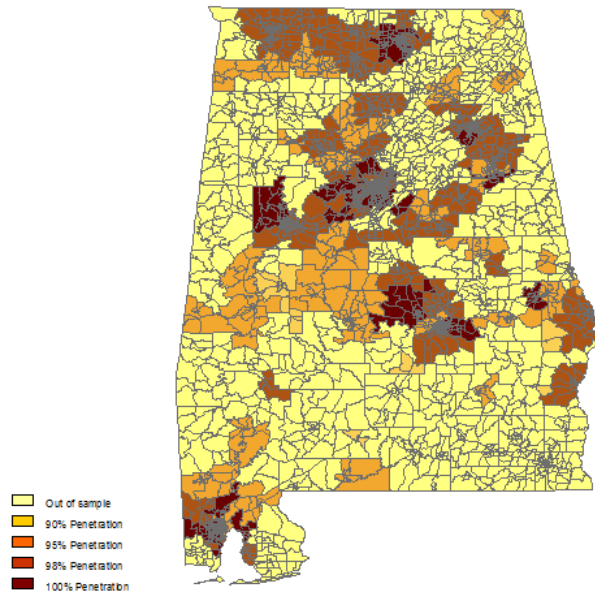 Out of sample
90% Penetration
95% Penetration
98% Penetration
100% Penetration